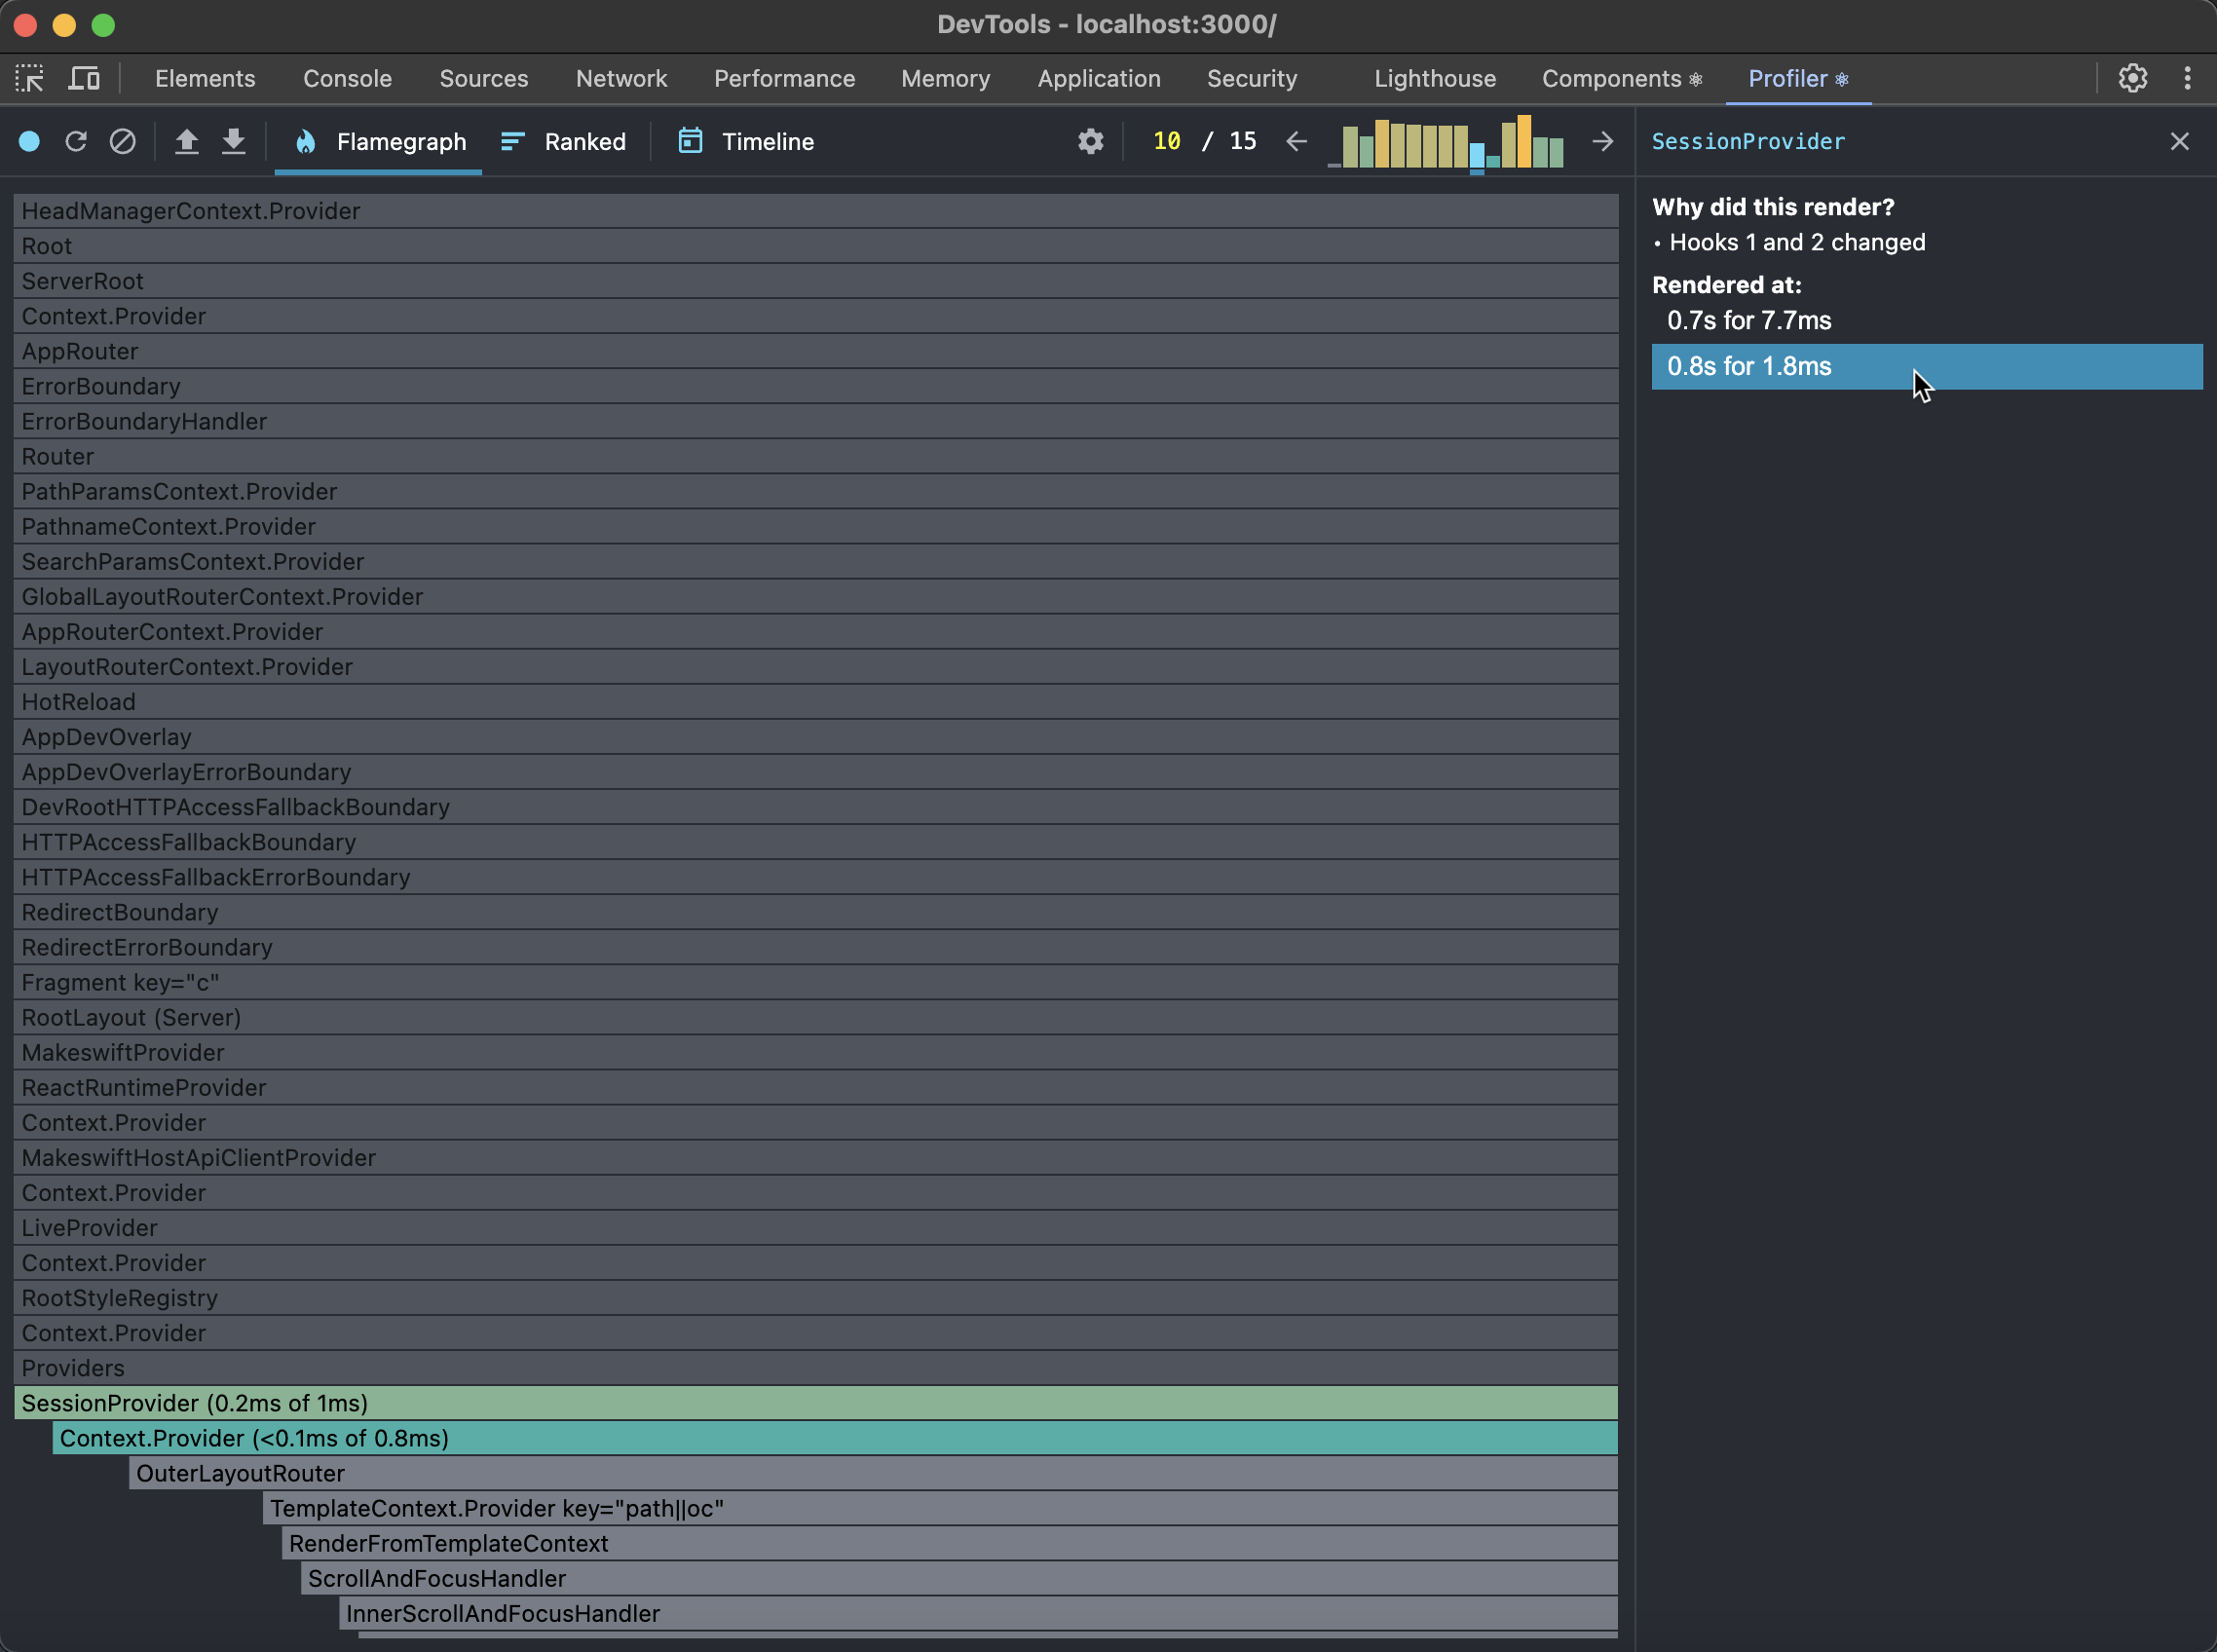 DevTools - localhost:3000/
Elements Console Sources Network Performance Memory Application Security Lighthouse Components ⚛ Profiler ⚛
Flamegraph Ranked Timeline 10 / 15 SessionProvider
Why did this render?
• Hooks 1 and 2 changed
Rendered at:
0.7s for 7.7ms
0.8s for 1.8ms
HeadManagerContext.Provider
Root
ServerRoot
Context.Provider
AppRouter
ErrorBoundary
ErrorBoundaryHandler
Router
PathParamsContext.Provider
PathnameContext.Provider
SearchParamsContext.Provider
GlobalLayoutRouterContext.Provider
AppRouterContext.Provider
LayoutRouterContext.Provider
HotReload
AppDevOverlay
AppDevOverlayErrorBoundary
DevRootHTTPAccessFallbackBoundary
HTTPAccessFallbackBoundary
HTTPAccessFallbackErrorBoundary
RedirectBoundary
RedirectErrorBoundary
Fragment key="c"
RootLayout (Server)
MakeswiftProvider
ReactRuntimeProvider
Context.Provider
MakeswiftHostApiClientProvider
Context.Provider
LiveProvider
Context.Provider
RootStyleRegistry
Context.Provider
Providers
SessionProvider (0.2ms of 1ms)
Context.Provider (<0.1ms of 0.8ms)
OuterLayoutRouter
TemplateContext.Provider key="path||oc"
RenderFromTemplateContext
ScrollAndFocusHandler
InnerScrollAndFocusHandler